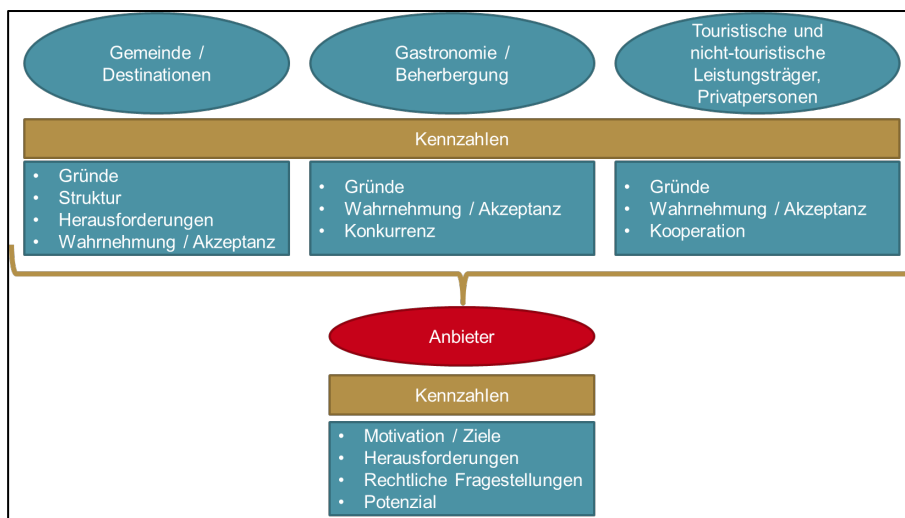 Gemeinde /
Destinationen
Gastronomie /
Beherbergung
Touristische und
nicht-touristische
Leistungsträger,
Privatpersonen
Kennzahlen
• Gründe
• Struktur
• Herausforderungen
• Wahrnehmung / Akzeptanz
• Gründe
• Wahrnehmung / Akzeptanz
• Konkurrenz
• Gründe
• Wahrnehmung / Akzeptanz
• Kooperation
Anbieter
Kennzahlen
• Motivation / Ziele
• Herausforderungen
• Rechtliche Fragestellungen
• Potenzial